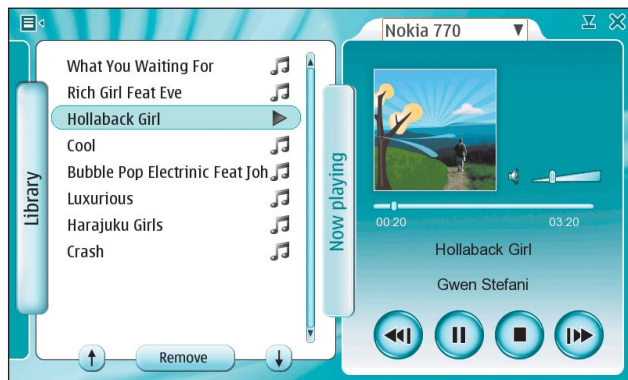 Nokia 770
Library
What You Waiting For
Rich Girl Feat Eve
Hollaback Girl
Cool
Bubble Pop Electrinic Feat Joh
Luxurious
Harajuku Girls
Crash
Remove
Now playing
00:20
03:20
Hollaback Girl
Gwen Stefani